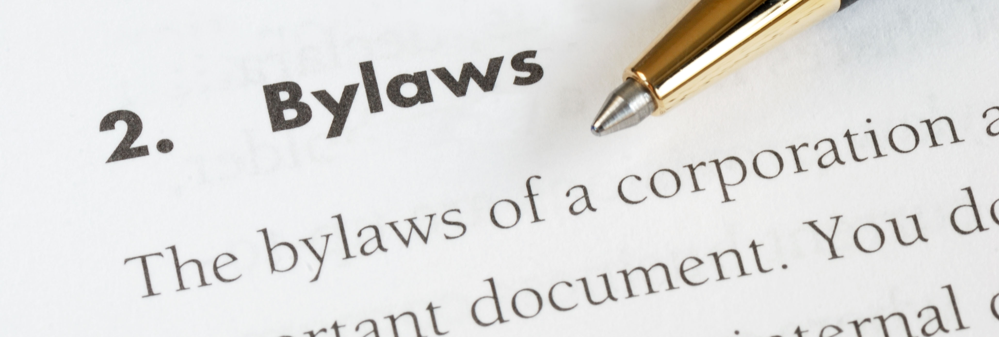 2. Bylaws
The bylaws of a corporation
document. You